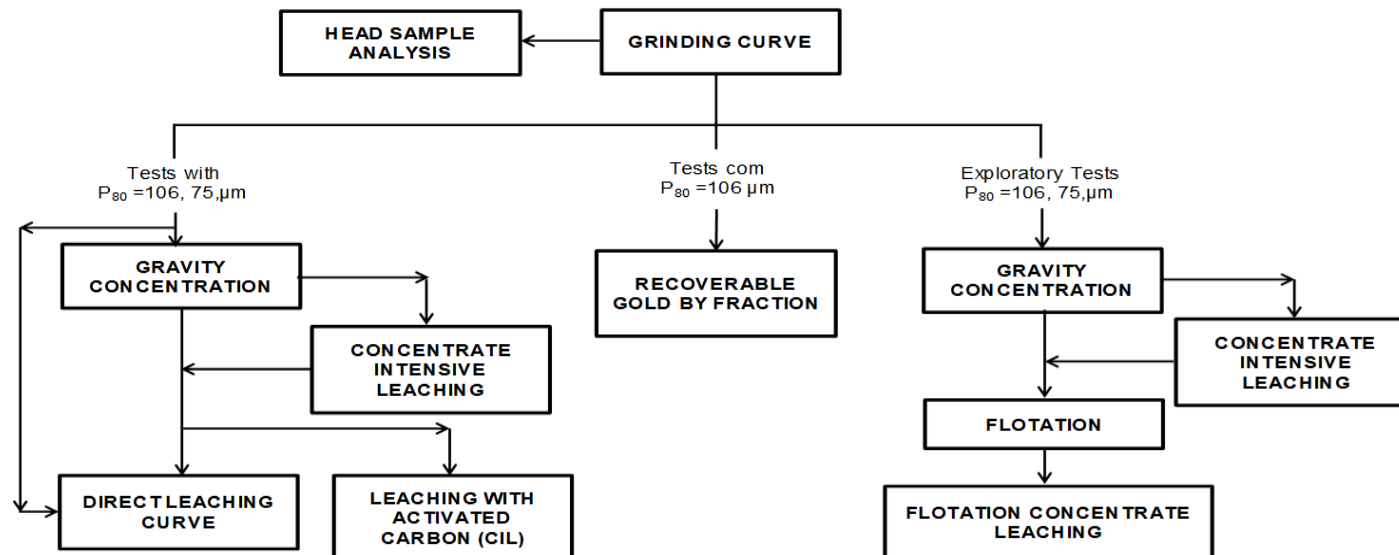 HEAD SAMPLE
ANALYSIS
GRINDING CURVE
Tests with
P₈₀ =106, 75,µm
Tests com
P₈₀ =106 µm
Exploratory Tests
P₈₀ =106, 75,µm
GRAVITY
CONCENTRATION
RECOVERABLE
GOLD BY FRACTION
GRAVITY
CONCENTRATION
CONCENTRATE
INTENSIVE
LEACHING
CONCENTRATE
INTENSIVE
LEACHING
FLOTATION
DIRECT LEACHING
CURVE
LEACHING WITH
ACTIVATED
CARBON (CIL)
FLOTATION CONCENTRATE
LEACHING